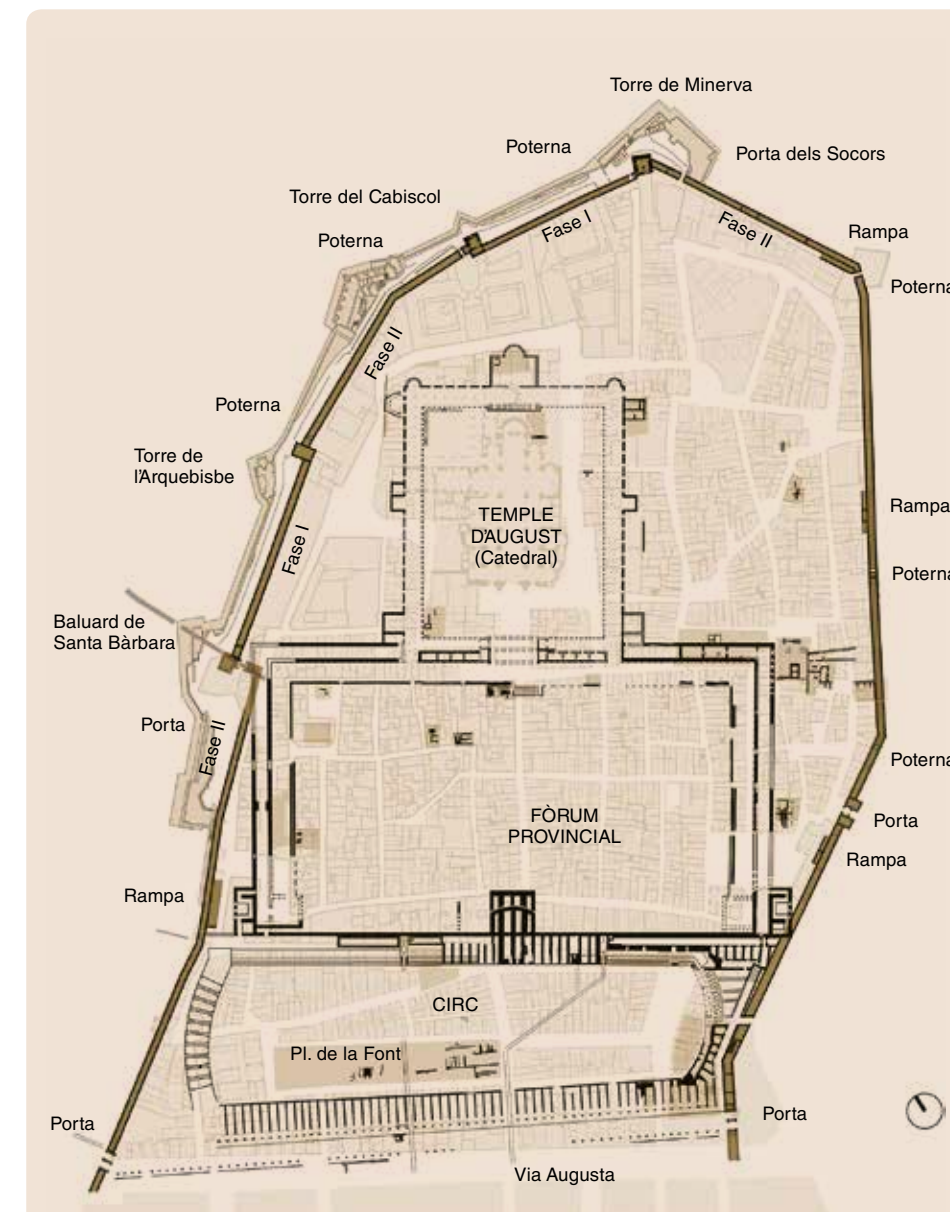 Torre de Minerva
Poterna
Porta dels Socors
Torre del Cabiscol
Poterna
Fase I
Fase II
Rampa
Poterna
Fase II
Poterna
Torre de
l'Arquebisbe
Rampa
TEMPLE
D'AUGUST
(Catedral)
Fase I
Poterna
Baluard de
Santa Bàrbara
Porta
Fase II
Poterna
FÒRUM
PROVINCIAL
Porta
Rampa
Rampa
CIRC
Pl. de la Font
Porta
Porta
Via Augusta